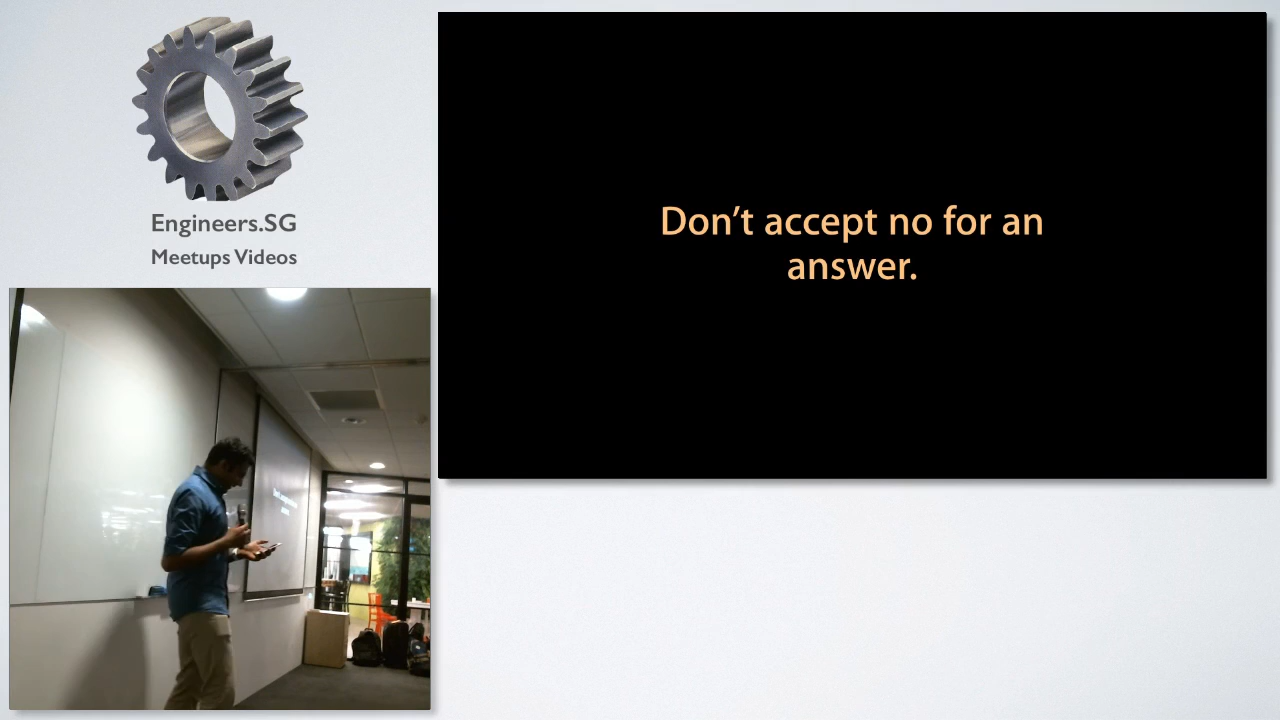 Engineers.SG
Meetups Videos
Don't accept no for an
answer.